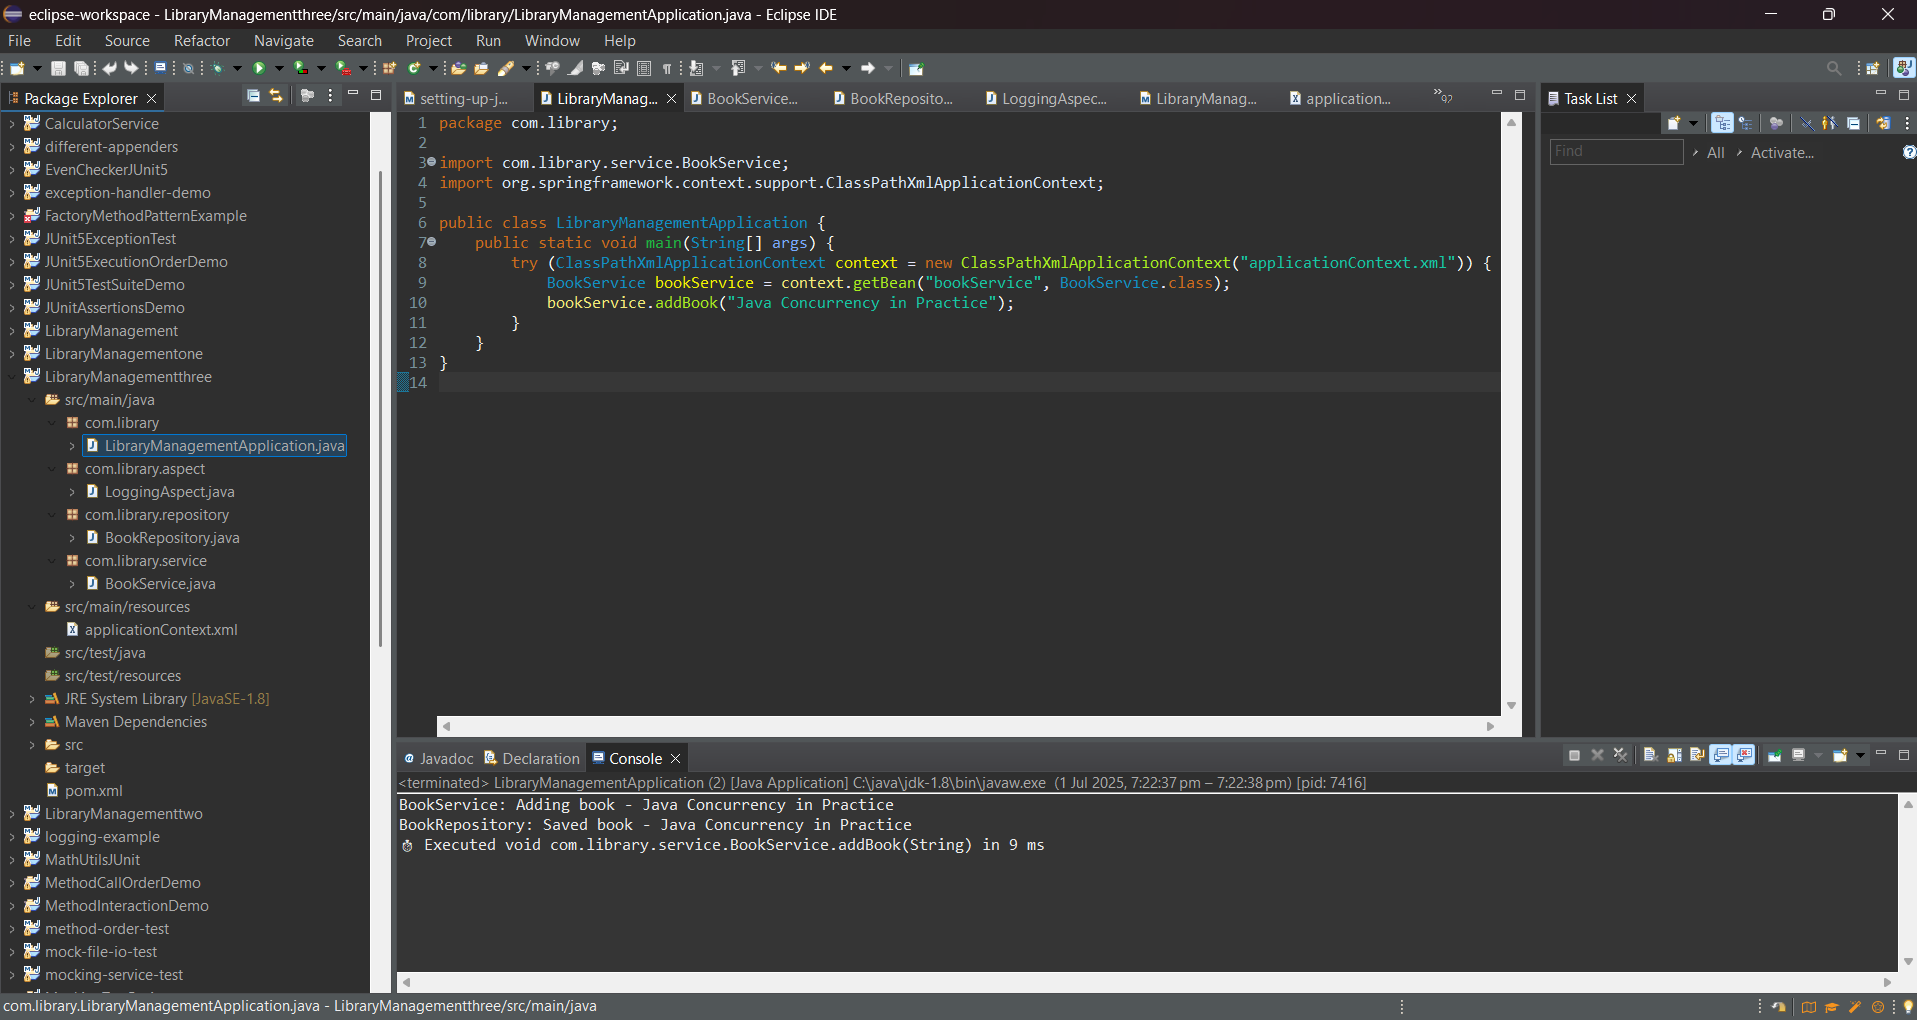 eclipse-workspace - LibraryManagementthree/src/main/java/com/library/LibraryManagementApplication.java - Eclipse IDE
File Edit Source Refactor Navigate Search Project Run Window Help
Package Explorer
CalculatorService
different-appenders
EvenCheckerJUnit5
exception-handler-demo
FactoryMethodPatternExample
JUnit5ExceptionTest
JUnit5ExecutionOrderDemo
JUnit5TestSuiteDemo
JUnitAssertionsDemo
LibraryManagement
LibraryManagementone
LibraryManagementthree
src/main/java
com.library
LibraryManagementApplication.java
com.library.aspect
LoggingAspect.java
com.library.repository
BookRepository.java
com.library.service
BookService.java
src/main/resources
applicationContext.xml
src/test/java
src/test/resources
JRE System Library [JavaSE-1.8]
Maven Dependencies
src
target
pom.xml
LibraryManagementtwo
logging-example
MathUtilsJUnit
MethodCallOrderDemo
MethodInteractionDemo
method-order-test
mock-file-io-test
mocking-service-test
setting-up-j... LibraryManag... BookService... BookReposito... LoggingAspec... LibraryManag... application...
1 package com.library;
2
3 import com.library.service.BookService;
4 import org.springframework.context.support.ClassPathXmlApplicationContext;
5
6 public class LibraryManagementApplication {
7 public static void main(String[] args) {
8 try (ClassPathXmlApplicationContext context = new ClassPathXmlApplicationContext("applicationContext.xml")) {
9 BookService bookService = context.getBean("bookService", BookService.class);
10 bookService.addBook("Java Concurrency in Practice");
11 }
12 }
13 }
14
Task List
Find All Activate...
Javadoc Declaration Console
<terminated> LibraryManagementApplication (2) [Java Application] C:\java\jdk-1.8\bin\javaw.exe (1 Jul 2025, 7:22:37 pm – 7:22:38 pm) [pid: 7416]
BookService: Adding book - Java Concurrency in Practice
BookRepository: Saved book - Java Concurrency in Practice
Executed void com.library.service.BookService.addBook(String) in 9 ms
com.library.LibraryManagementApplication.java - LibraryManagementthree/src/main/java